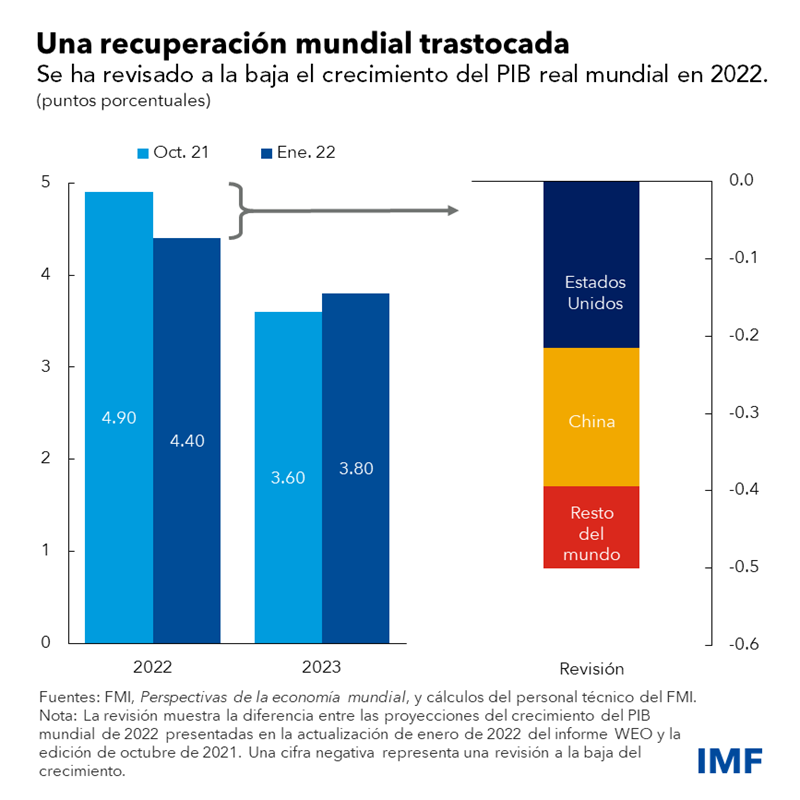 Una recuperación mundial trastocada
Se ha revisado a la baja el crecimiento del PIB real mundial en 2022.
(puntos porcentuales)
Oct. 21
Ene. 22
5
4
3
2
1
0
4.90
4.40
3.60
3.80
2022
2023
0.0
-0.1
-0.2
-0.3
-0.4
-0.5
-0.6
Estados
Unidos
China
Resto
del
mundo
Revisión
Fuentes: FMI, Perspectivas de la economía mundial, y cálculos del personal técnico del FMI.
Nota: La revisión muestra la diferencia entre las proyecciones del crecimiento del PIB
mundial de 2022 presentadas en la actualización de enero de 2022 del informe WEO y la
edición de octubre de 2021. Una cifra negativa representa una revisión a la baja del
crecimiento.
IMF